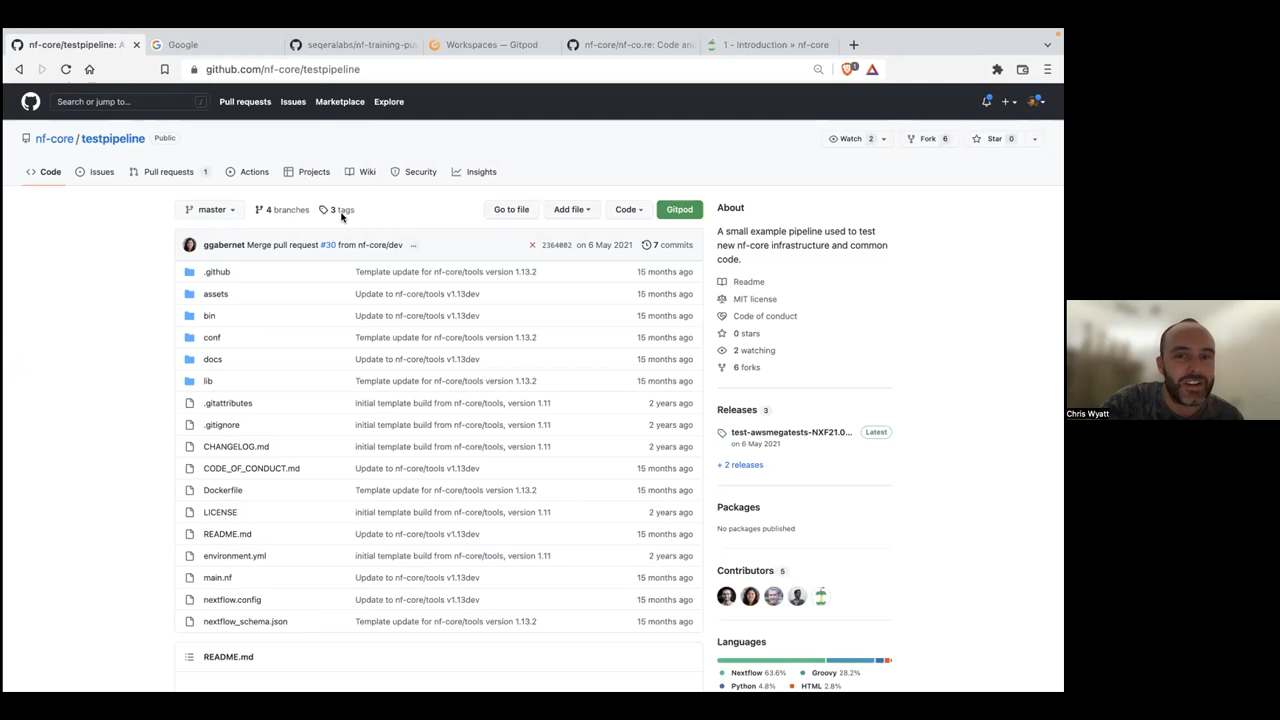 nf-core/testpipeline: A
Google
seqeralabs/nf-training-pu
Workspaces — Gitpod
nf-core/nf-co.re: Code and
1 - Introduction » nf-core
github.com/nf-core/testpipeline
1
Search or jump to...
/
Pull requests
Issues
Marketplace
Explore
nf-core / testpipeline
Public
Watch 2
Fork 6
Star 0
Code
Issues
Pull requests 1
Actions
Projects
Wiki
Security
Insights
master
4 branches
3 tags
Go to file
Add file
Code
Gitpod
ggabernet Merge pull request #30 from nf-core/dev ...
2364002 on 6 May 2021
7 commits
.github Template update for nf-core/tools version 1.13.2 15 months ago
assets Update to nf-core/tools v1.13dev 15 months ago
bin Update to nf-core/tools v1.13dev 15 months ago
conf Template update for nf-core/tools version 1.13.2 15 months ago
docs Update to nf-core/tools v1.13dev 15 months ago
lib Template update for nf-core/tools version 1.13.2 15 months ago
.gitattributes initial template build from nf-core/tools, version 1.11 2 years ago
.gitignore initial template build from nf-core/tools, version 1.11 2 years ago
CHANGELOG.md initial template build from nf-core/tools, version 1.11 2 years ago
CODE_OF_CONDUCT.md Update to nf-core/tools v1.13dev 15 months ago
Dockerfile Template update for nf-core/tools version 1.13.2 15 months ago
LICENSE initial template build from nf-core/tools, version 1.11 2 years ago
README.md Update to nf-core/tools v1.13dev 15 months ago
environment.yml initial template build from nf-core/tools, version 1.11 2 years ago
main.nf Update to nf-core/tools v1.13dev 15 months ago
nextflow.config Update to nf-core/tools v1.13dev 15 months ago
nextflow_schema.json Template update for nf-core/tools version 1.13.2 15 months ago
README.md
About
A small example pipeline used to test
new nf-core infrastructure and common
code.
Readme
MIT license
Code of conduct
0 stars
2 watching
6 forks
Releases 3
test-awsmegatests-NXF21.0... Latest
on 6 May 2021
+ 2 releases
Packages
No packages published
Contributors 5
Languages
Nextflow 63.6% Groovy 28.2%
Python 4.8% HTML 2.8%
Chris Wyatt